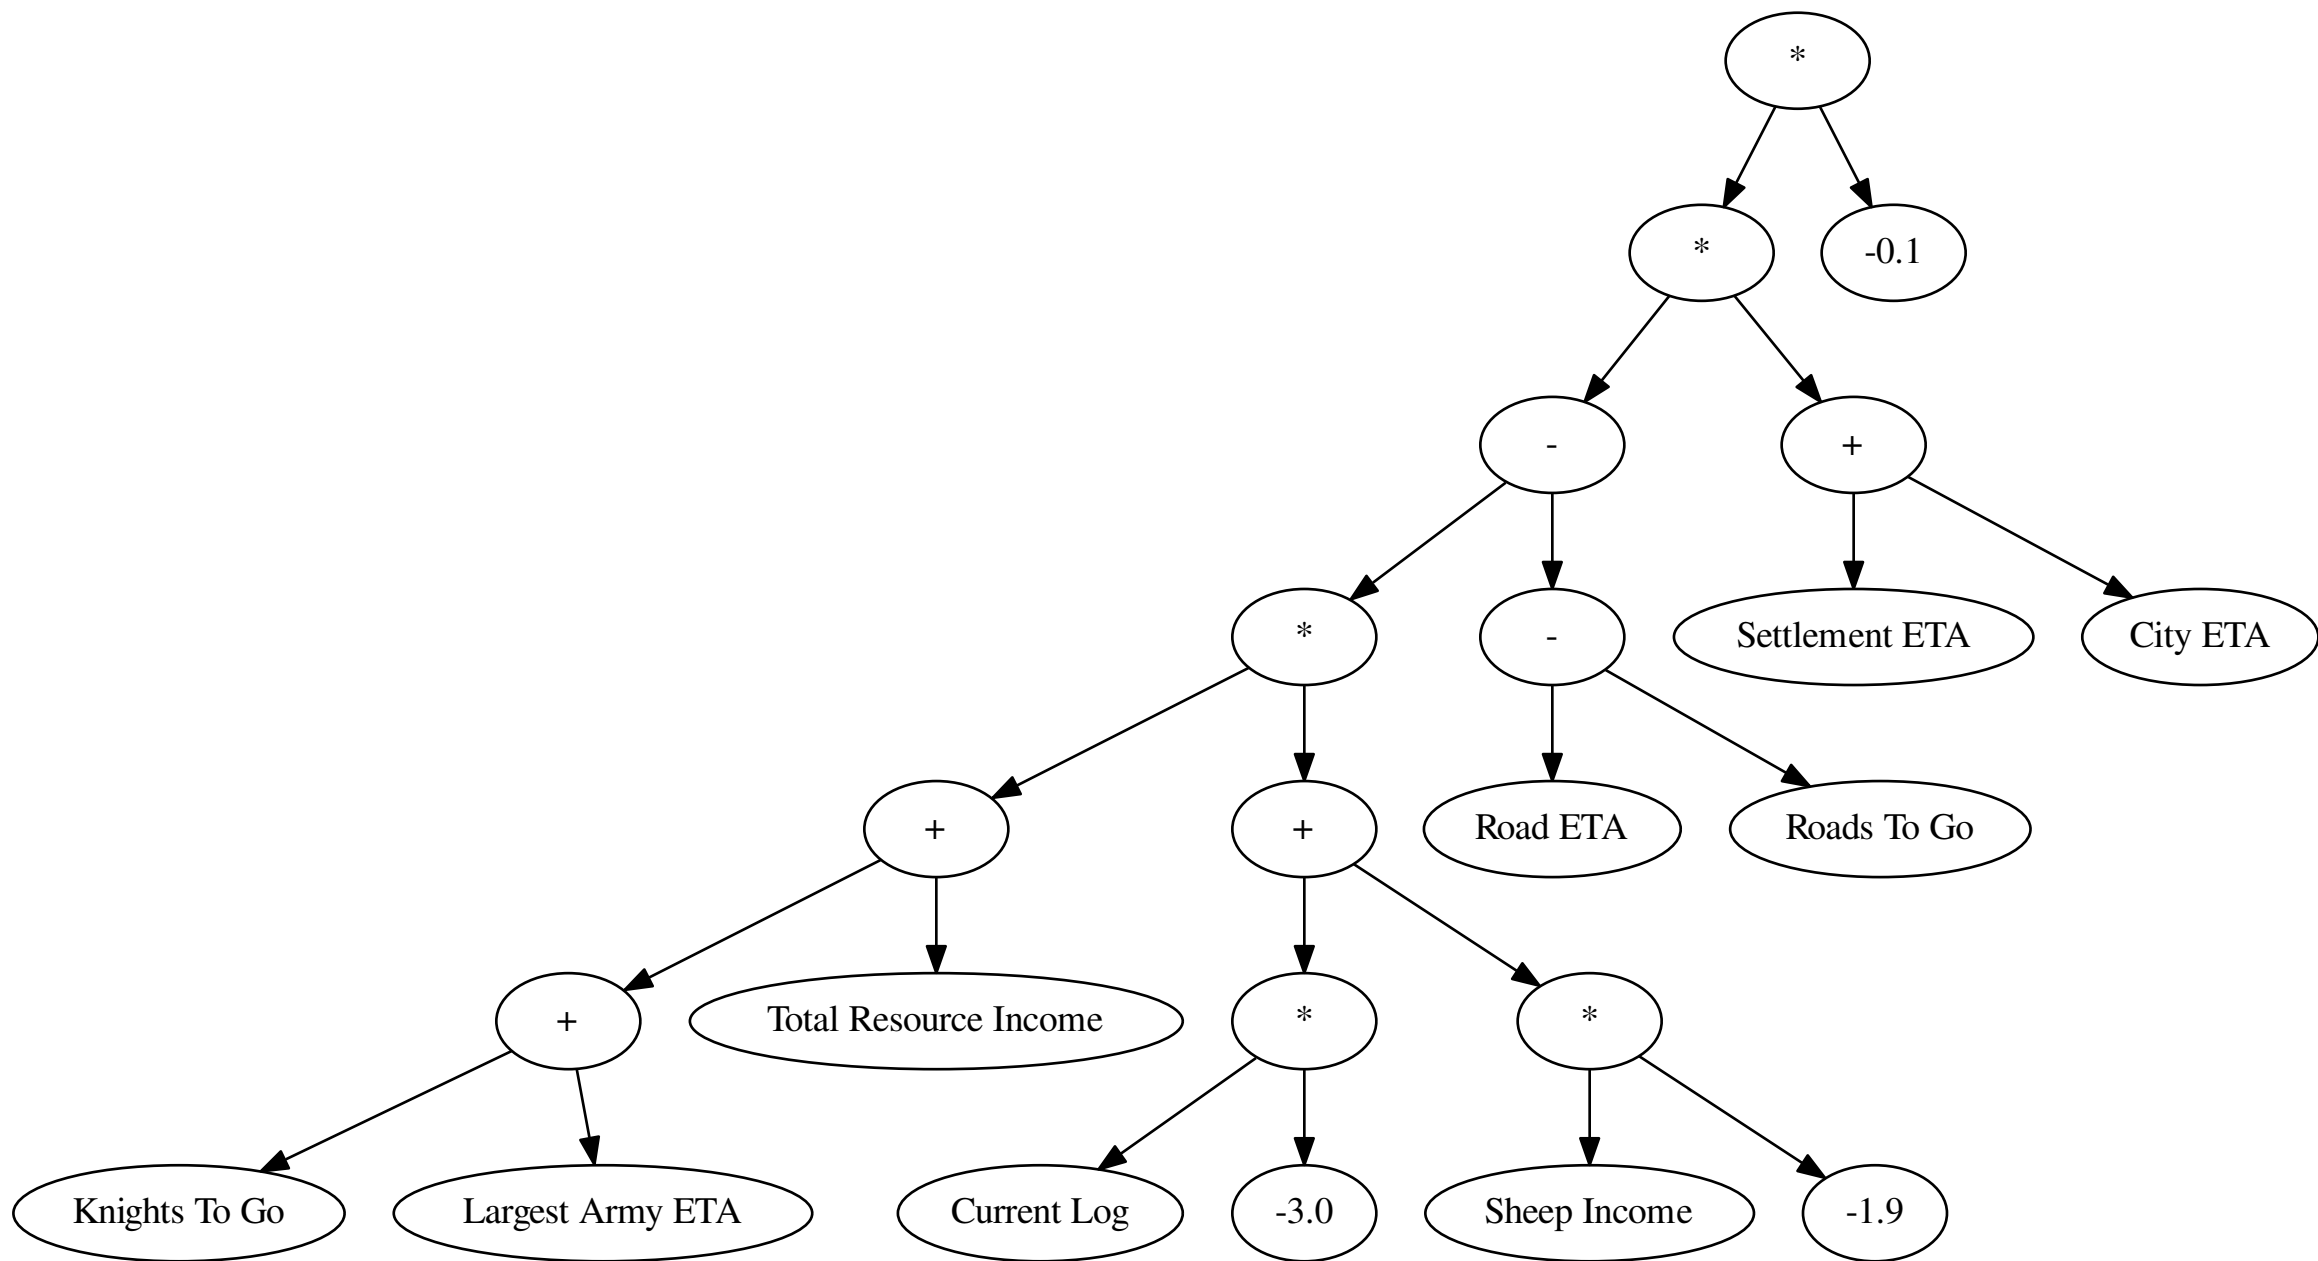 *
*
-0.1
-
+
*
-
Settlement ETA
City ETA
+
+
Road ETA
Roads To Go
+
Total Resource Income
*
*
Knights To Go
Largest Army ETA
Current Log
-3.0
Sheep Income
-1.9